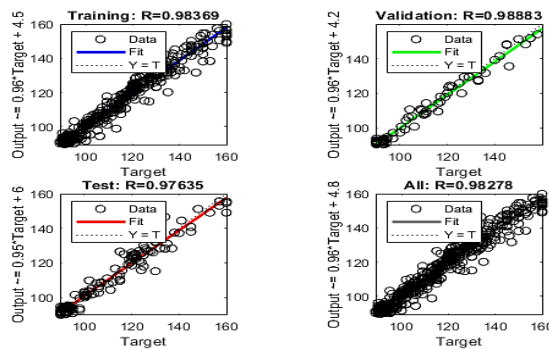 Training: R=0.98369
Output ~= 0.96*Target + 4.5
160
140
120
100
Data
Fit
Y = T
100 120 140 160
Target
Validation: R=0.98883
Output ~= 0.96*Target + 4.2
160
140
120
100
Data
Fit
Y = T
100 120 140
Target
Test: R=0.97635
Output ~= 0.95*Target + 6
160
140
120
100
Data
Fit
Y = T
100 120 140 160
Target
All: R=0.98278
Output ~= 0.96*Target + 4.8
160
140
120
100
Data
Fit
Y = T
100 120 140 160
Target